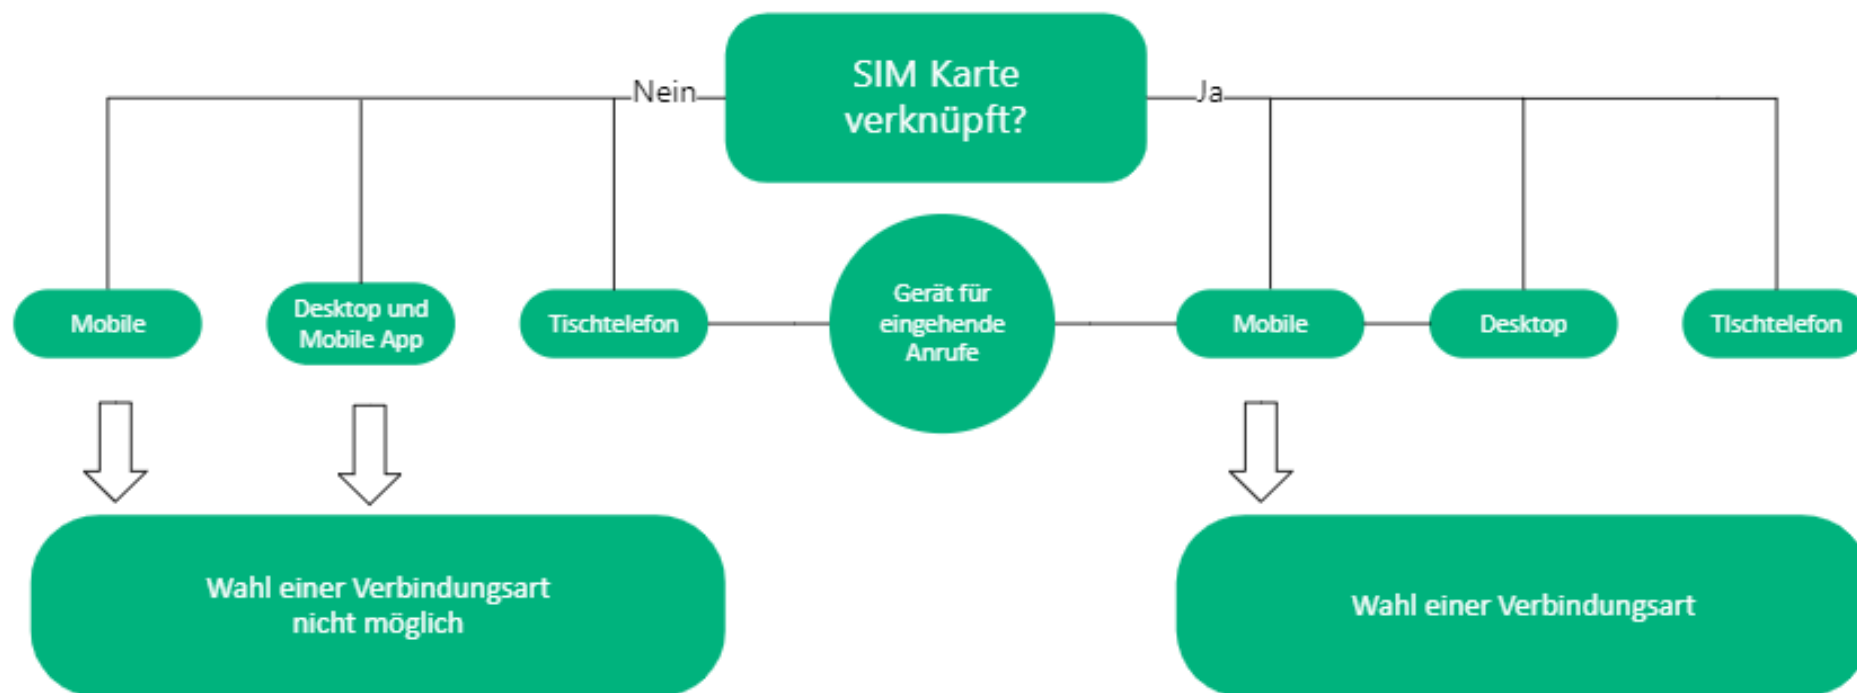 SIM Karte
verknüpft?
Nein
Ja
Mobile
Desktop und
Mobile App
Tischtelefon
Gerät für
eingehende
Anrufe
Mobile
Desktop
TIschtelefon
Wahl einer Verbindungsart
nicht möglich
Wahl einer Verbindungsart